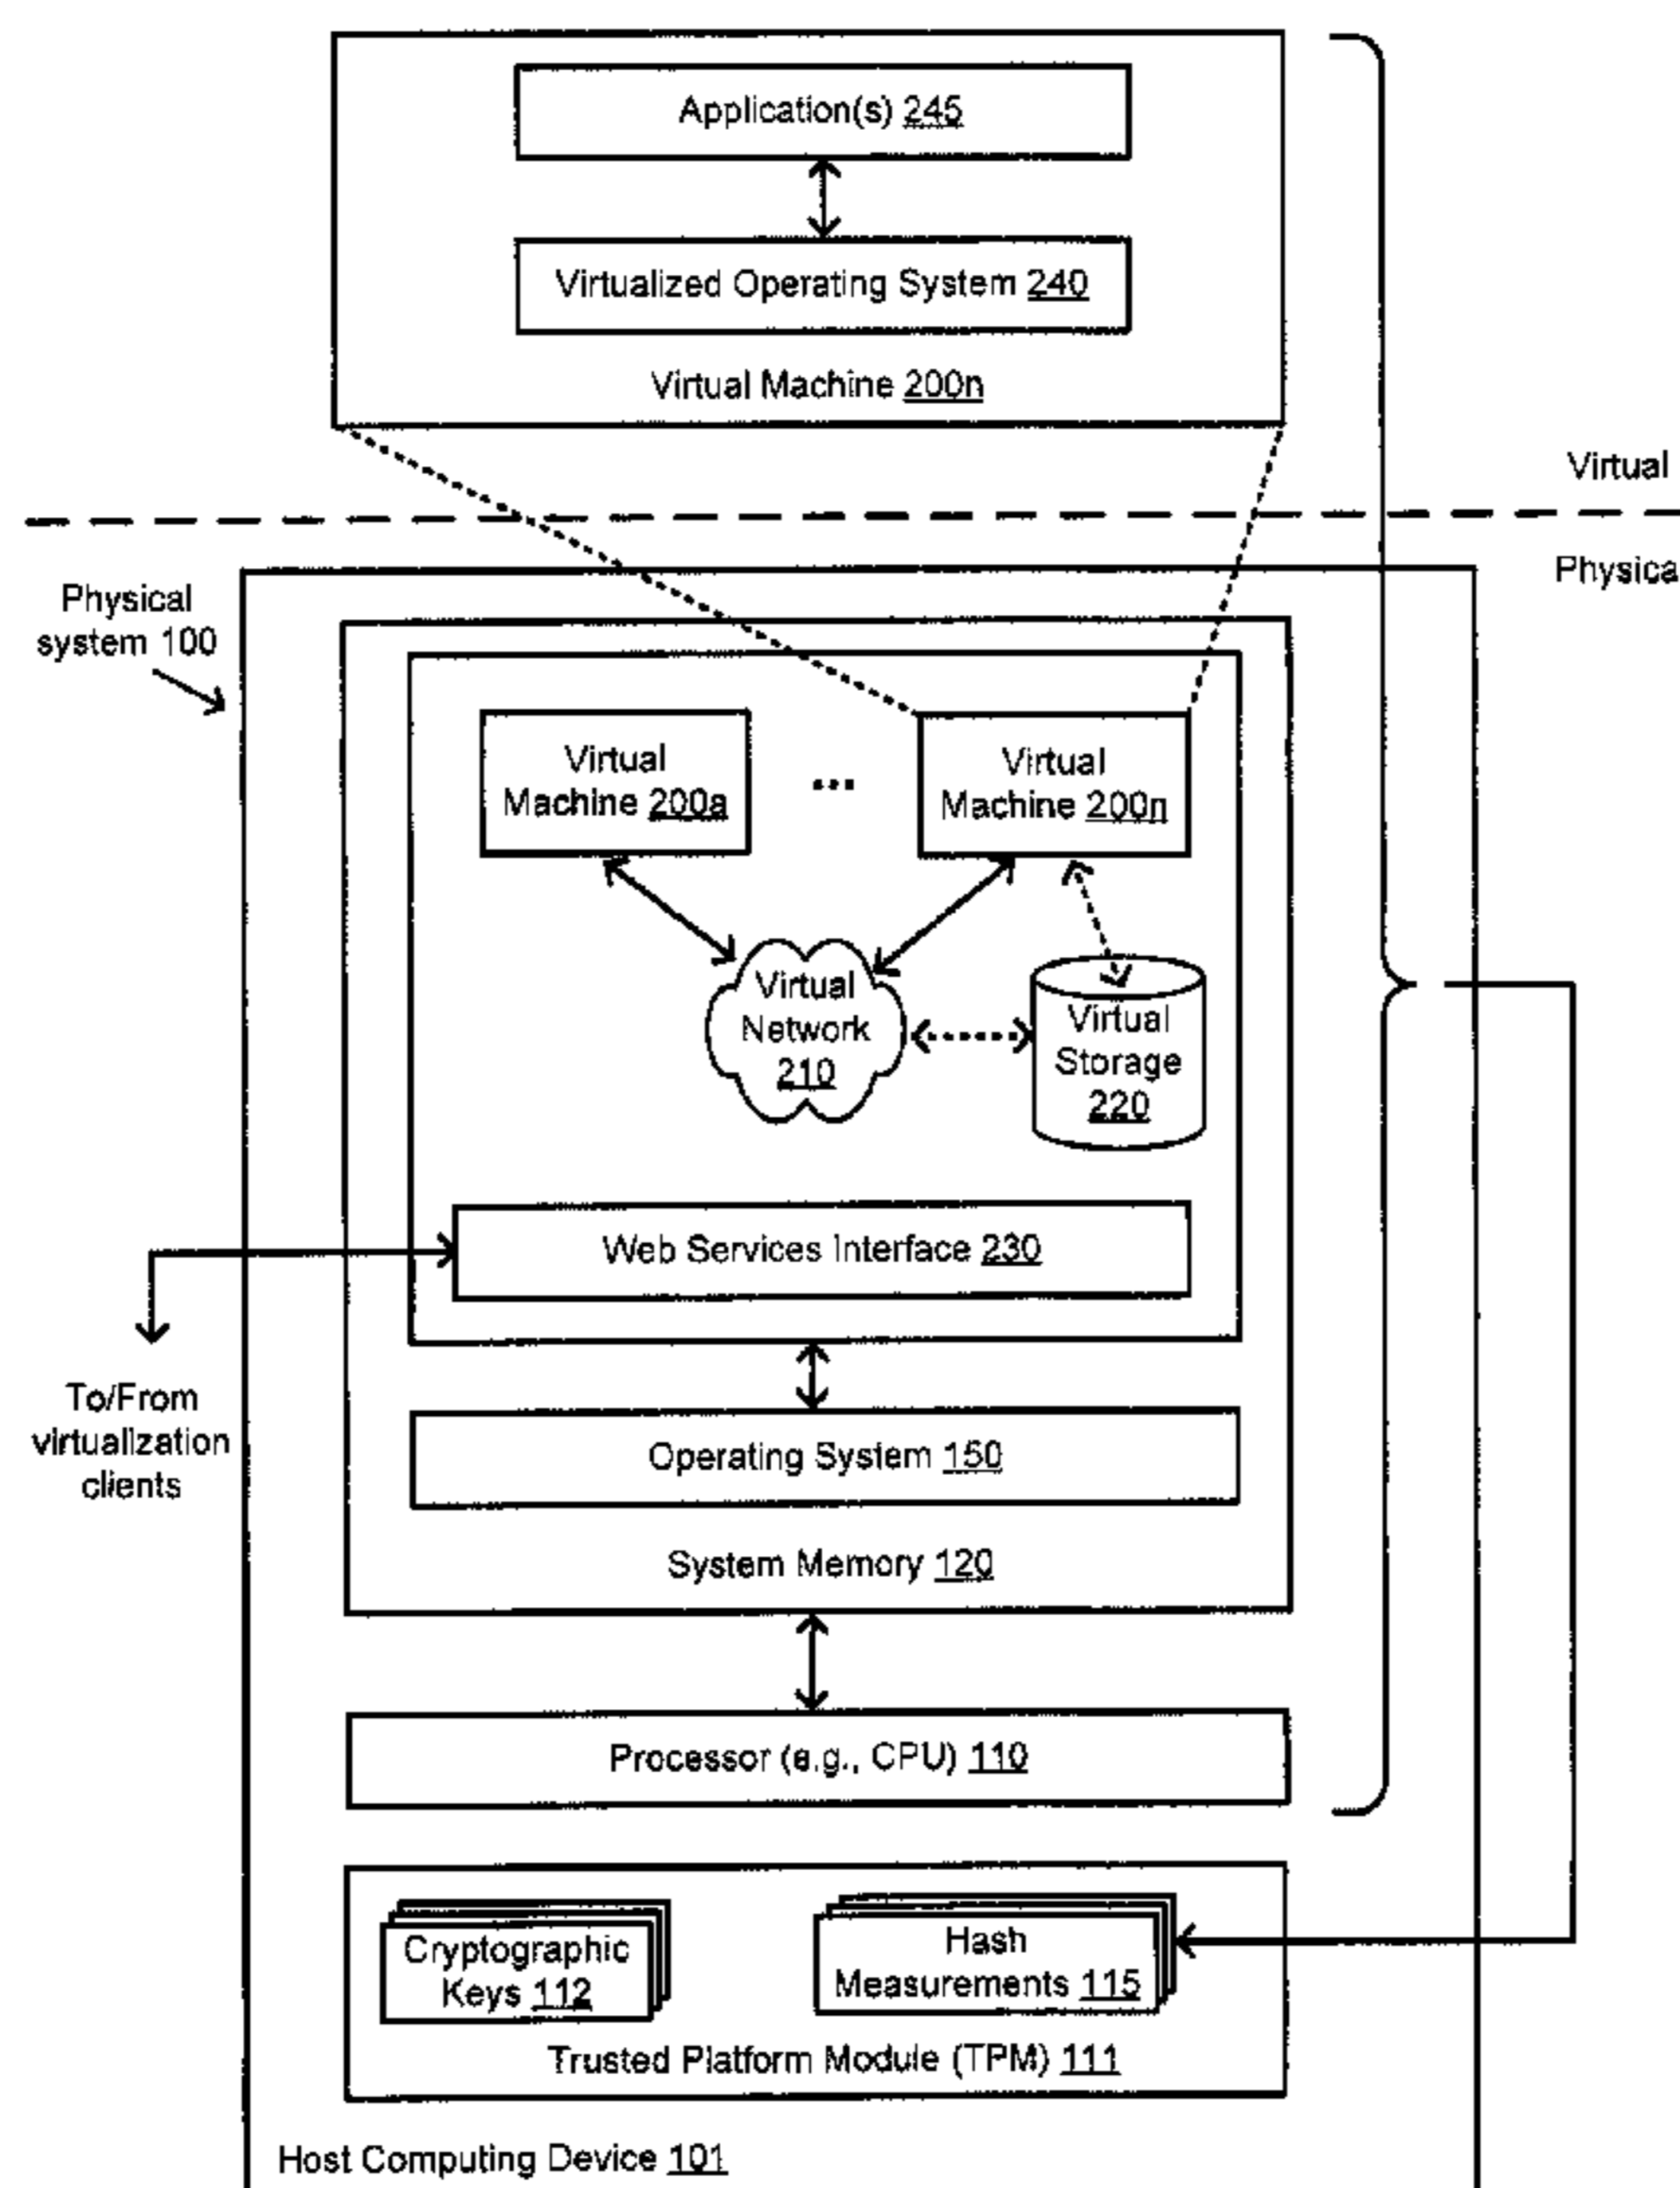 Application(s) 245
Virtualized Operating System 240
Virtual Machine 200n
Virtual
Physica
Physical
system 100
Virtual
Machine 200a
...
Virtual
Machine 200n
Virtual
Network
210
Virtual
Storage
220
Web Services Interface 230
To/From
virtualization
clients
Operating System 150
System Memory 120
Processor (e.g., CPU) 110
Cryptographic
Keys 112
Hash
Measurements 115
Trusted Platform Module (TPM) 111
Host Computing Device 101